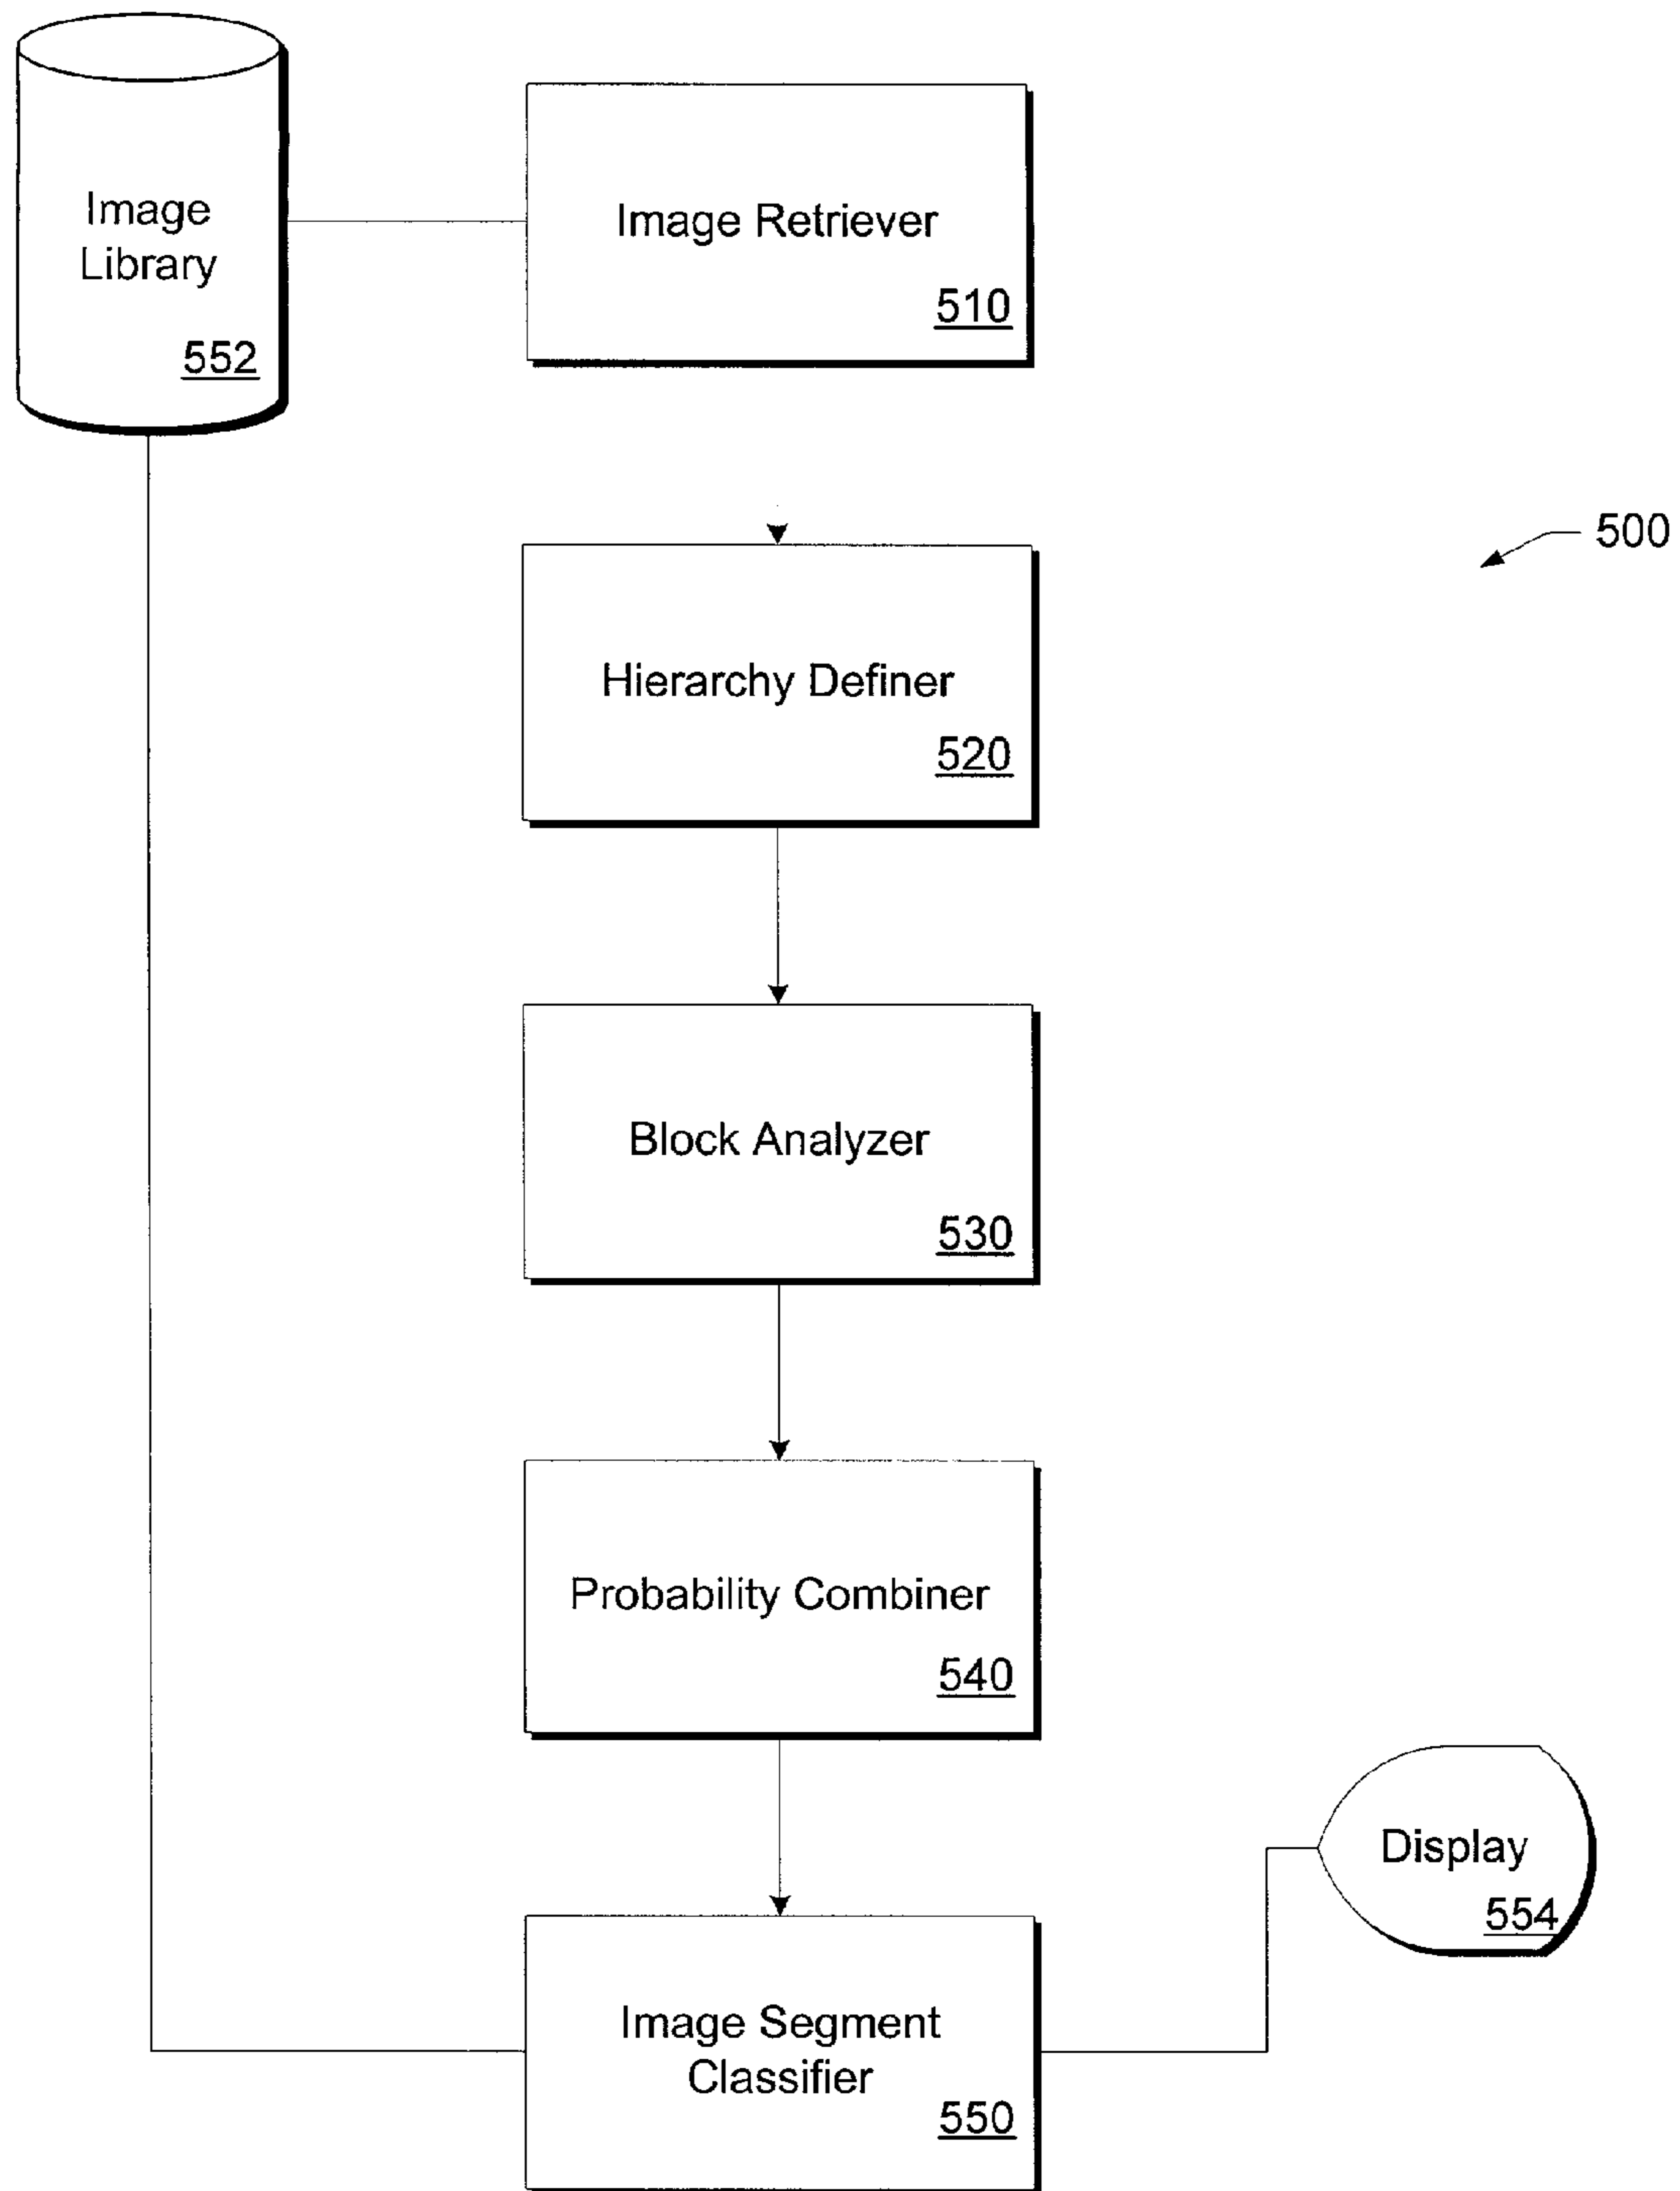 Image
Library
552
Image Retriever
510
500
Hierarchy Definer
520
Block Analyzer
530
Probability Combiner
540
Display
554
Image Segment
Classifier
550